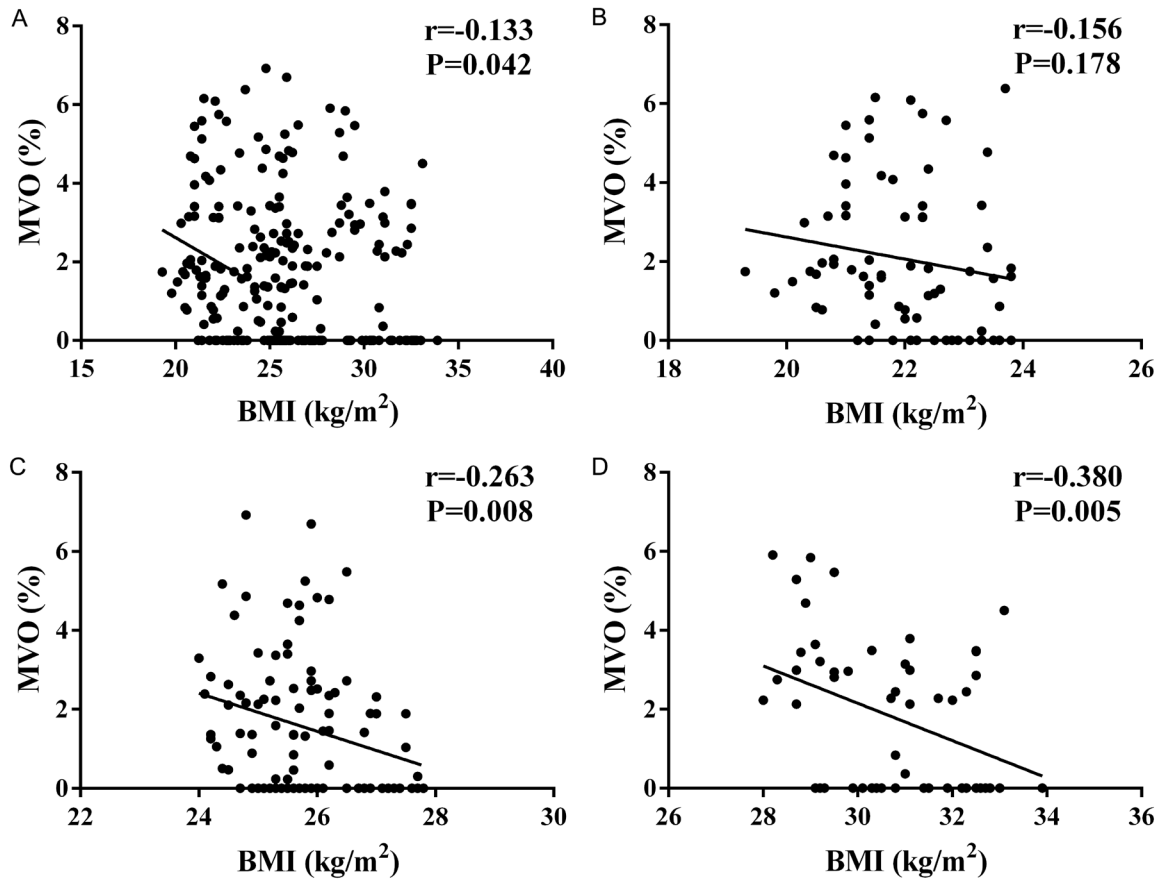 A
r=-0.133
P=0.042
MVO (%)
8
6
4
2
0
15 20 25 30 35 40
BMI (kg/m²)
B
r=-0.156
P=0.178
MVO (%)
8
6
4
2
0
18 20 22 24 26
BMI (kg/m²)
C
r=-0.263
P=0.008
MVO (%)
8
6
4
2
0
22 24 26 28 30
BMI (kg/m²)
D
r=-0.380
P=0.005
MVO (%)
8
6
4
2
0
26 28 30 32 34 36
BMI (kg/m²)